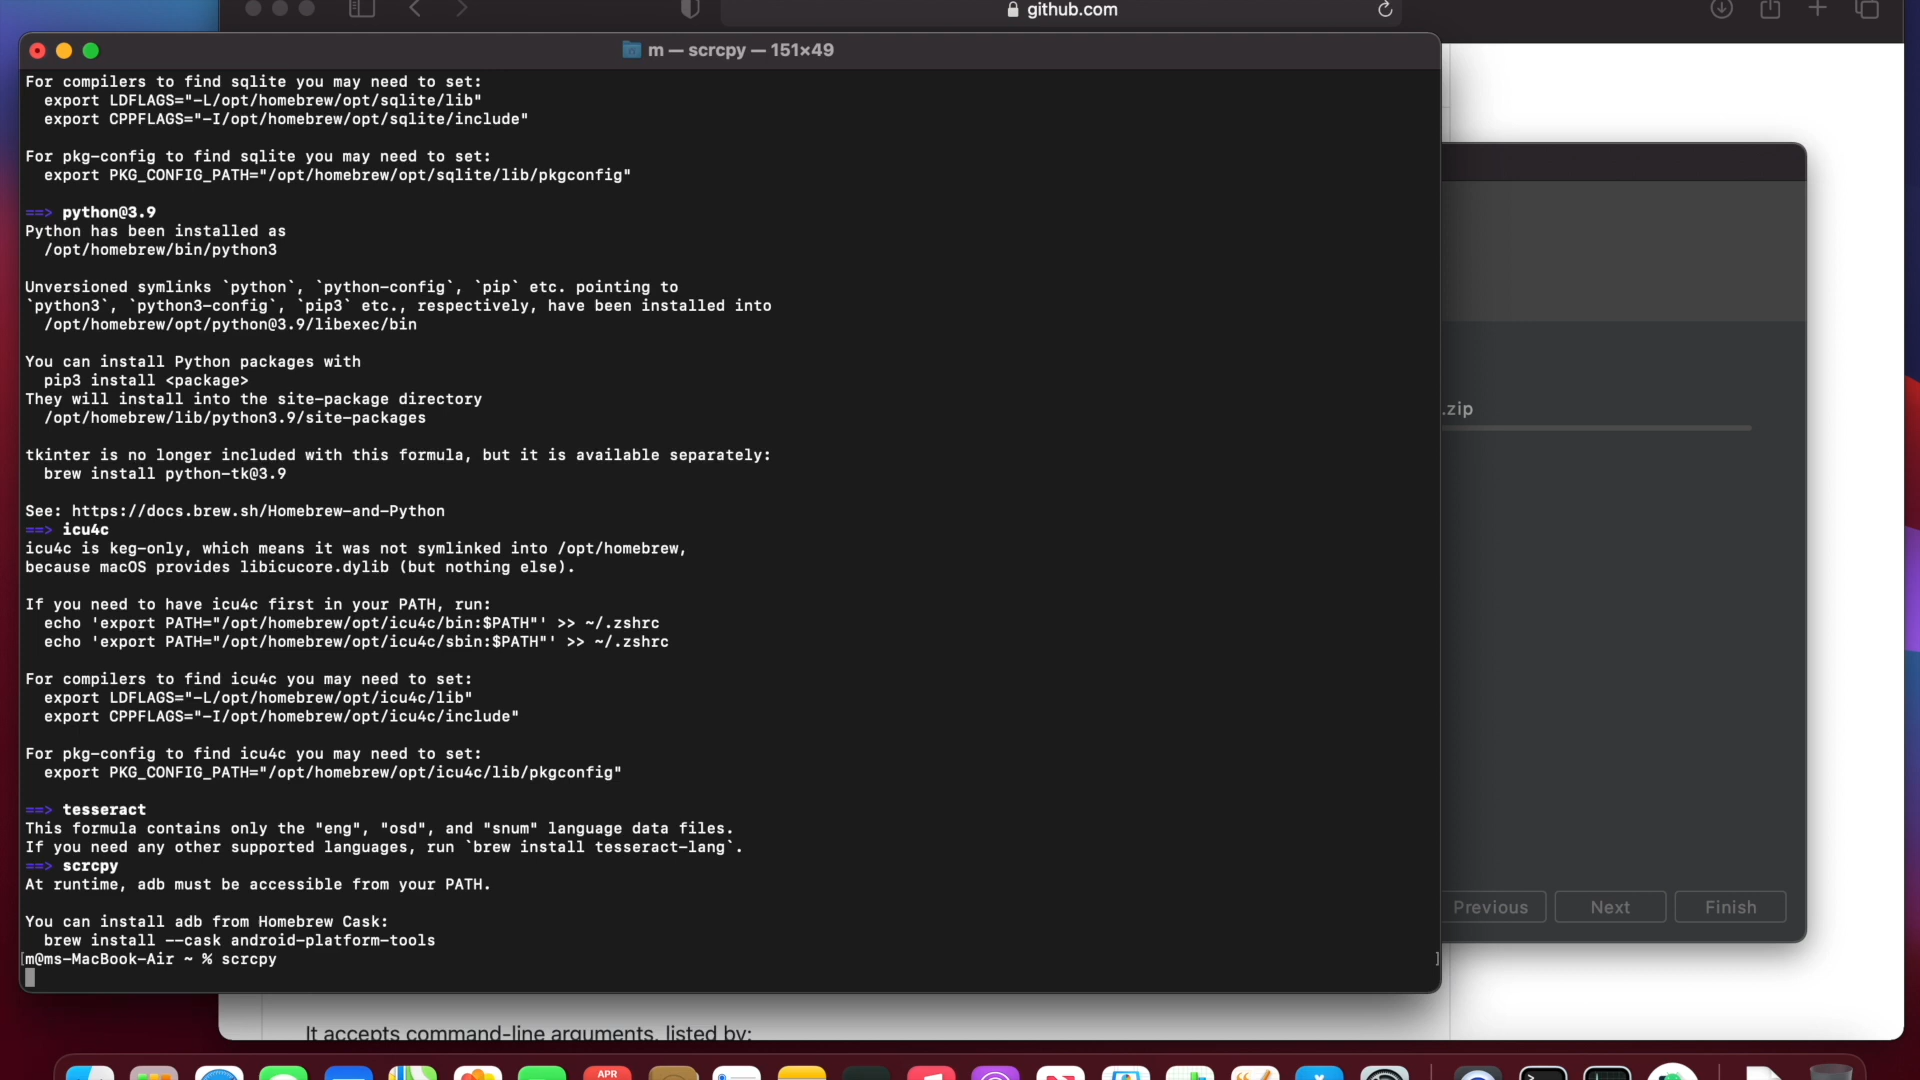 github.com
m — scrcpy — 151×49
For compilers to find sqlite you may need to set:
  export LDFLAGS="-L/opt/homebrew/opt/sqlite/lib"
  export CPPFLAGS="-I/opt/homebrew/opt/sqlite/include"
For pkg-config to find sqlite you may need to set:
  export PKG_CONFIG_PATH="/opt/homebrew/opt/sqlite/lib/pkgconfig"
==> python@3.9
Python has been installed as
  /opt/homebrew/bin/python3
Unversioned symlinks `python`, `python-config`, `pip` etc. pointing to
`python3`, `python3-config`, `pip3` etc., respectively, have been installed into
  /opt/homebrew/opt/python@3.9/libexec/bin
You can install Python packages with
  pip3 install <package>
They will install into the site-package directory
  /opt/homebrew/lib/python3.9/site-packages
tkinter is no longer included with this formula, but it is available separately:
  brew install python-tk@3.9
See: https://docs.brew.sh/Homebrew-and-Python
==> icu4c
icu4c is keg-only, which means it was not symlinked into /opt/homebrew,
because macOS provides libicucore.dylib (but nothing else).
If you need to have icu4c first in your PATH, run:
  echo 'export PATH="/opt/homebrew/opt/icu4c/bin:$PATH"' >> ~/.zshrc
  echo 'export PATH="/opt/homebrew/opt/icu4c/sbin:$PATH"' >> ~/.zshrc
For compilers to find icu4c you may need to set:
  export LDFLAGS="-L/opt/homebrew/opt/icu4c/lib"
  export CPPFLAGS="-I/opt/homebrew/opt/icu4c/include"
For pkg-config to find icu4c you may need to set:
  export PKG_CONFIG_PATH="/opt/homebrew/opt/icu4c/lib/pkgconfig"
==> tesseract
This formula contains only the "eng", "osd", and "snum" language data files.
If you need any other supported languages, run `brew install tesseract-lang`.
==> scrcpy
At runtime, adb must be accessible from your PATH.
You can install adb from Homebrew Cask:
  brew install --cask android-platform-tools
[m@ms-MacBook-Air ~ % scrcpy ]
.zip
Previous Next Finish
It accepts command-line arguments, listed by:
APR